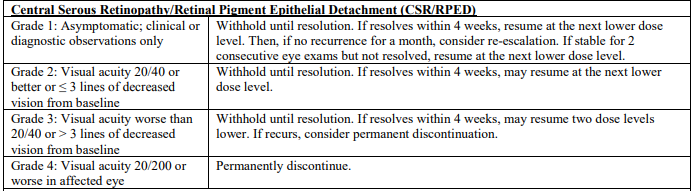 Central Serous Retinopathy/Retinal Pigment Epithelial Detachment (CSR/RPED)
Grade 1: Asymptomatic; clinical or
diagnostic observations only
Withhold until resolution. If resolves within 4 weeks, resume at the next lower dose
level. Then, if no recurrence for a month, consider re-escalation. If stable for 2
consecutive eye exams but not resolved, resume at the next lower dose level.
Grade 2: Visual acuity 20/40 or
better or ≤ 3 lines of decreased
vision from baseline
Withhold until resolution. If resolves within 4 weeks, may resume at the next lower
dose level.
Grade 3: Visual acuity worse than
20/40 or > 3 lines of decreased
vision from baseline
Withhold until resolution. If resolves within 4 weeks, may resume two dose levels
lower. If recurs, consider permanent discontinuation.
Grade 4: Visual acuity 20/200 or
worse in affected eye
Permanently discontinue.